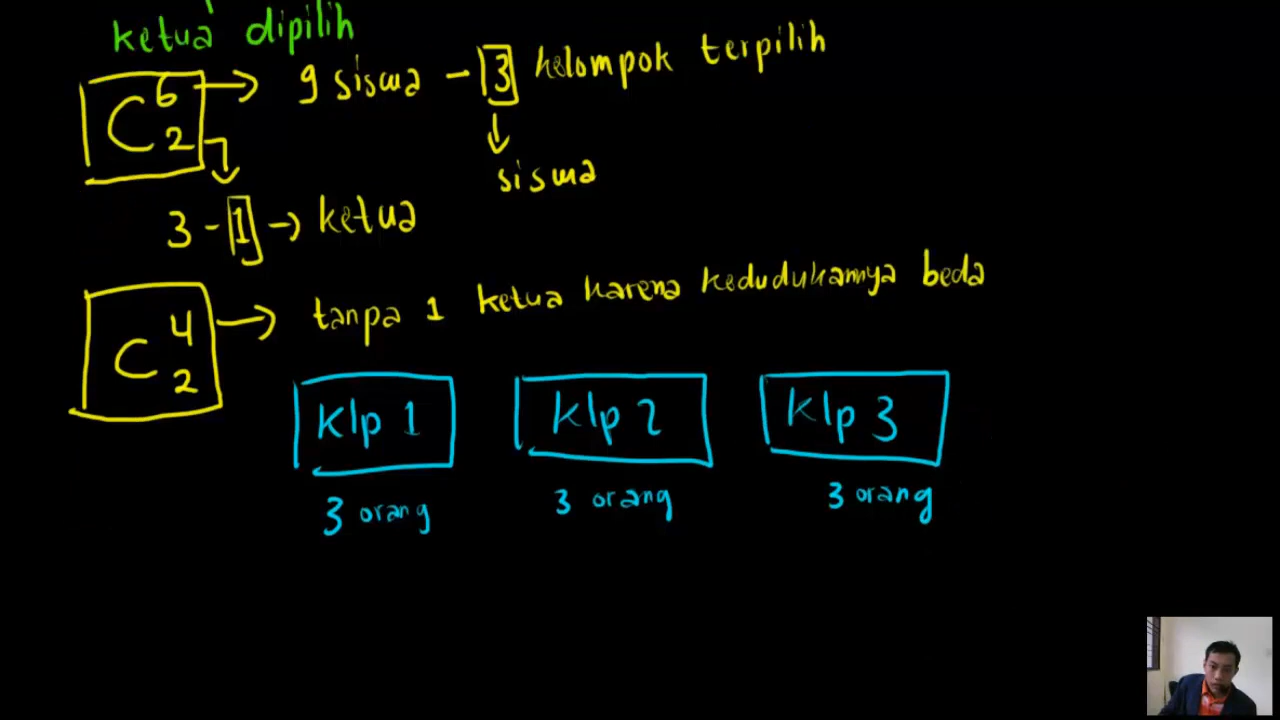 ketua dipilih
C 6 2 → 9 siswa - 3 kelompok terpilih
↓
siswa
3 - 1 → ketua
C 4 2 → tanpa 1 ketua karena kedudukannya beda
Klp 1 Klp 2 Klp 3
3 orang 3 orang 3 orang